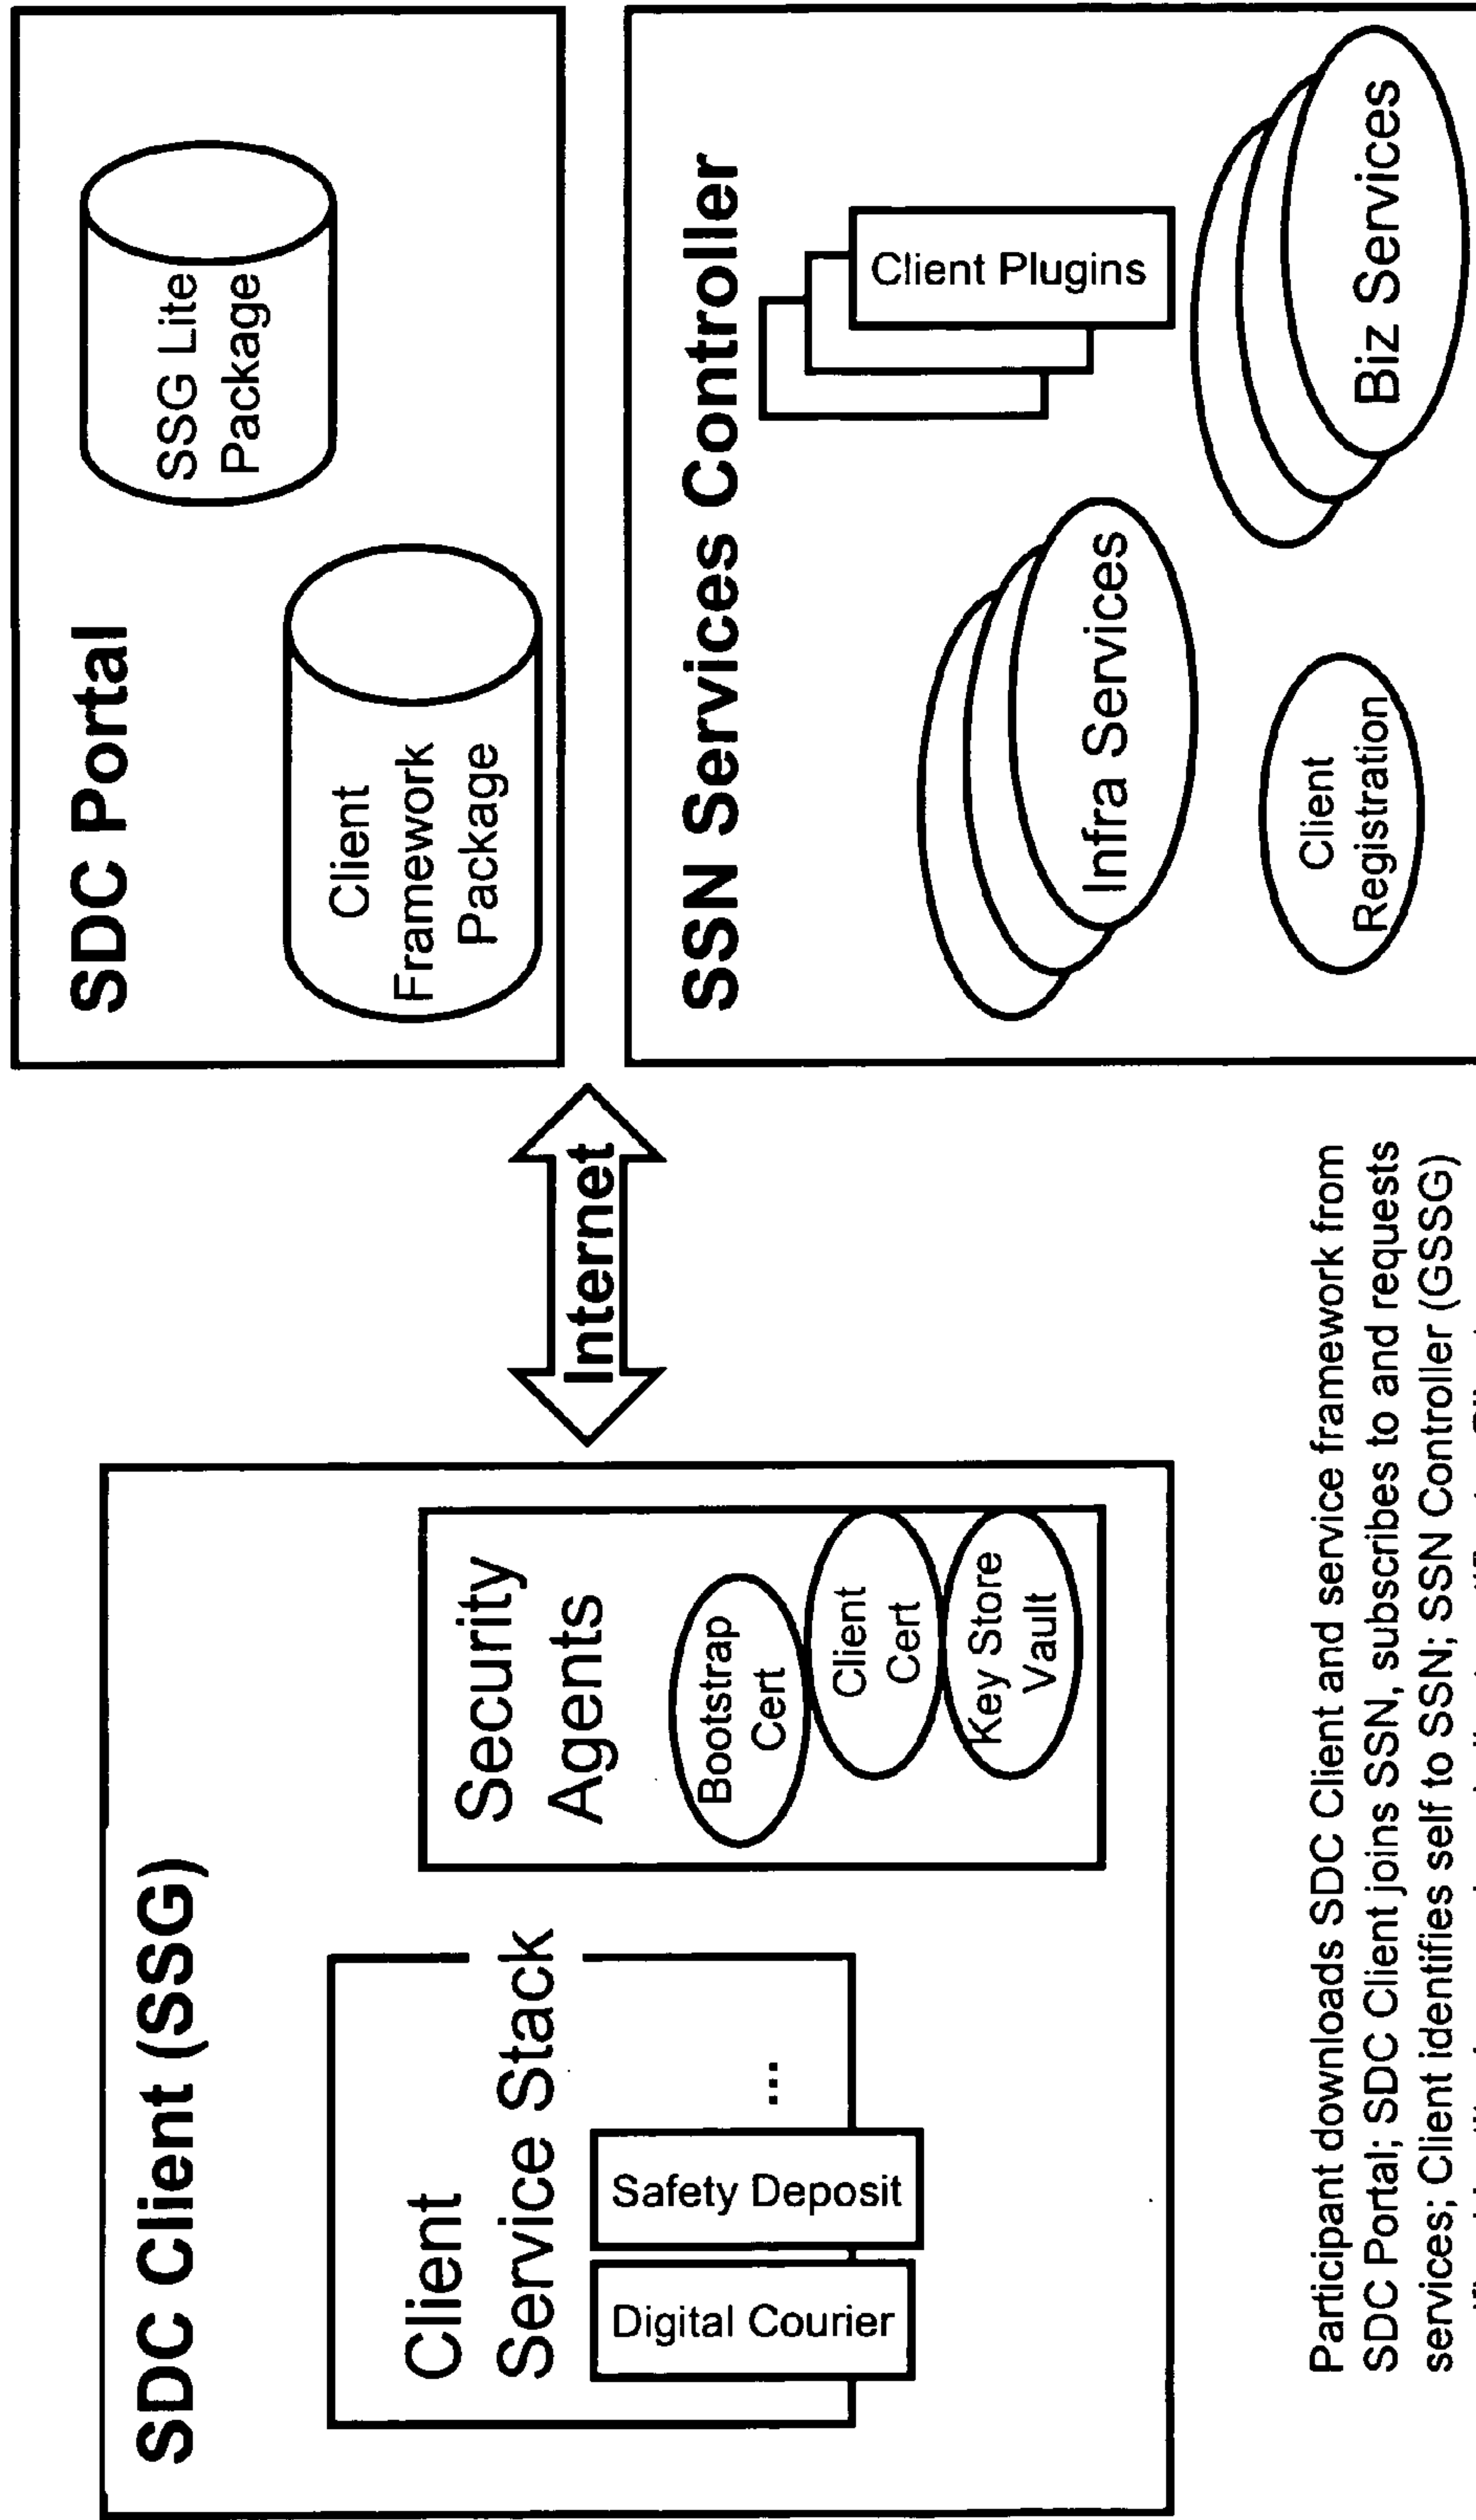 SDC Client (SSG)
Client
Service Stack
Digital Courier
Safety Deposit
...
Security
Agents
Bootstrap
Cert
Client
Cert
Key Store
Vault
Internet
SDC Portal
Client
Framework
Package
SSG Lite
Package
SSN Services Controller
Infra Services
Client Plugins
Client
Registration
Biz Services
Participant downloads SDC Client and service framework from
SDC Portal; SDC Client joins SSN, subscribes to and requests
services; Client identifies self to SSN; SSN Controller (GSSG)